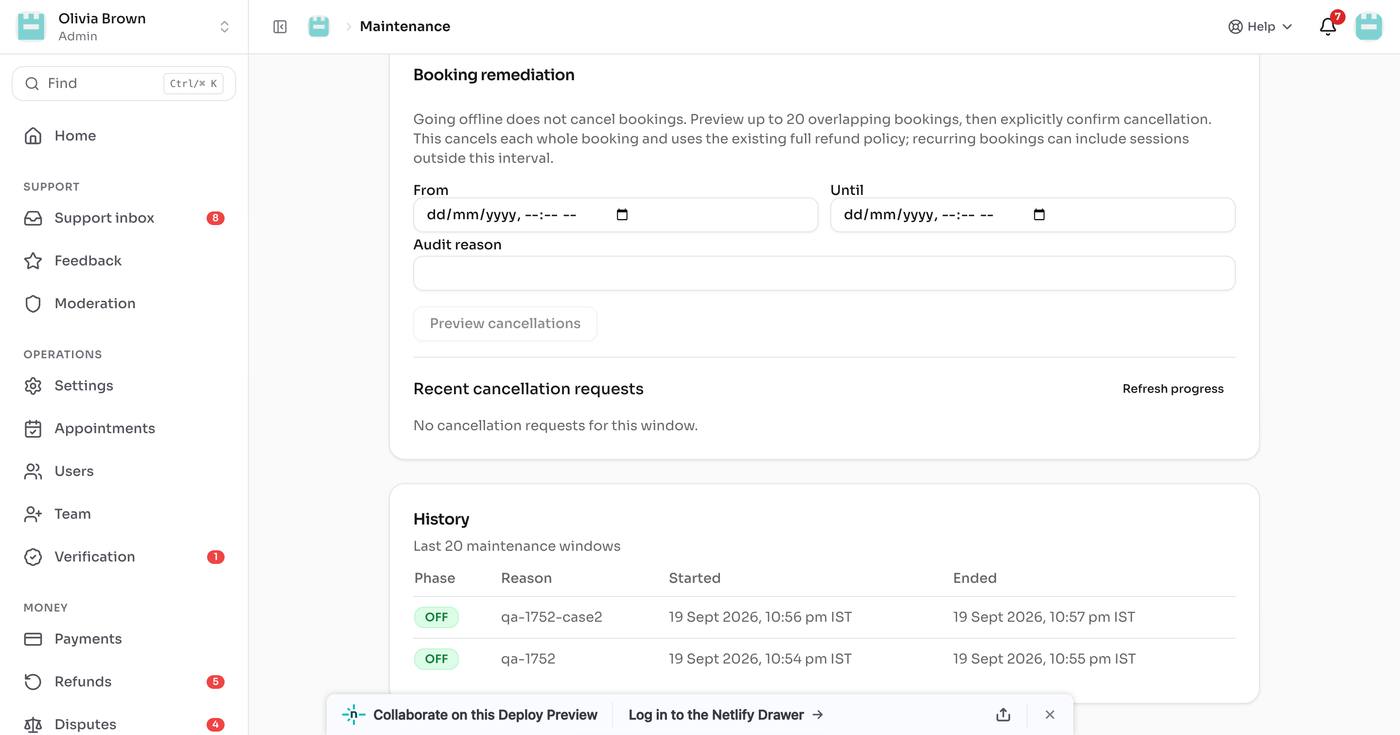 Olivia Brown
Admin
Maintenance
Help
7
Find
Ctrl/⌘ K
Home
SUPPORT
Support inbox
8
Feedback
Moderation
OPERATIONS
Settings
Appointments
Users
Team
Verification
1
MONEY
Payments
Refunds
5
Disputes
4
Booking remediation
Going offline does not cancel bookings. Preview up to 20 overlapping bookings, then explicitly confirm cancellation.
This cancels each whole booking and uses the existing full refund policy; recurring bookings can include sessions
outside this interval.
From
Until
dd/mm/yyyy, --:-- --
dd/mm/yyyy, --:-- --
Audit reason
Preview cancellations
Recent cancellation requests
Refresh progress
No cancellation requests for this window.
History
Last 20 maintenance windows
Phase Reason Started Ended
OFF qa-1752-case2 19 Sept 2026, 10:56 pm IST 19 Sept 2026, 10:57 pm IST
OFF qa-1752 19 Sept 2026, 10:54 pm IST 19 Sept 2026, 10:55 pm IST
n Collaborate on this Deploy Preview
Log in to the Netlify Drawer →